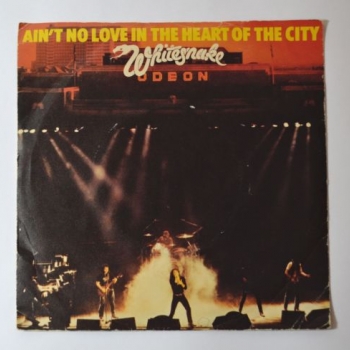 AIN'T NO LOVE IN THE HEART OF THE CITY
Whitesnake
ODEON